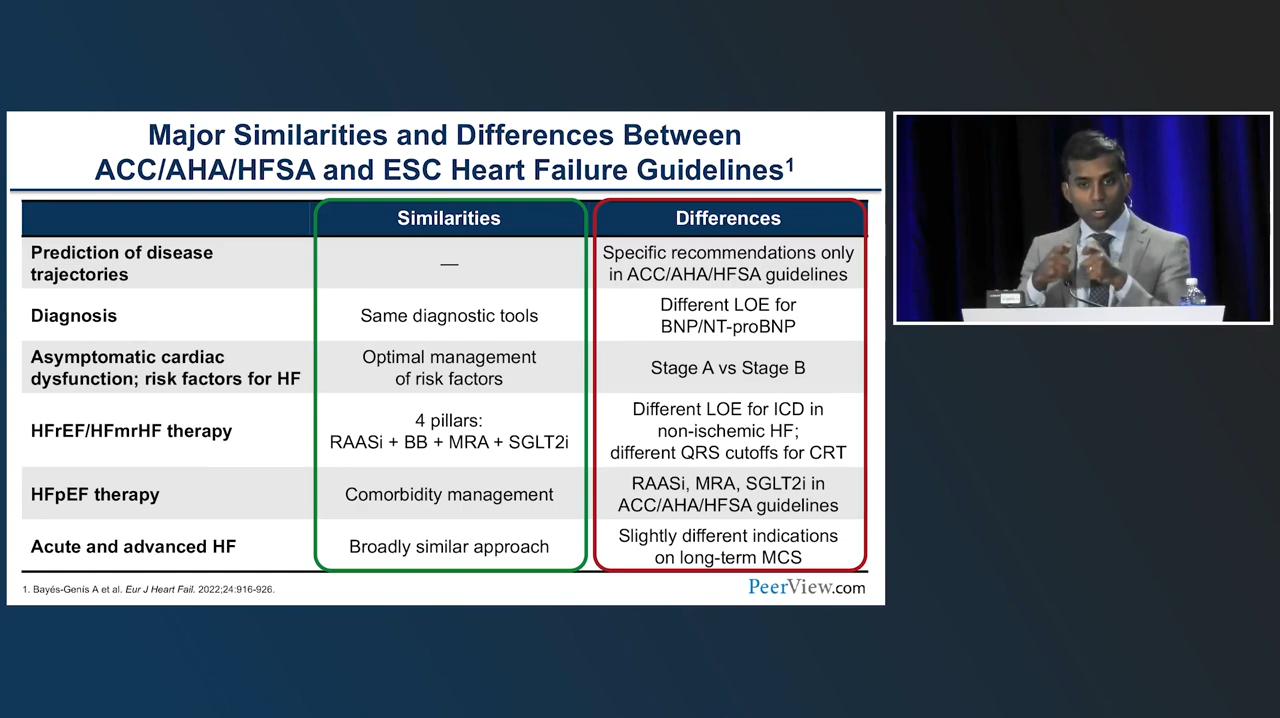 Major Similarities and Differences Between
ACC/AHA/HFSA and ESC Heart Failure Guidelines¹
Similarities
Differences
Prediction of disease
trajectories
—
Specific recommendations only
in ACC/AHA/HFSA guidelines
Diagnosis
Same diagnostic tools
Different LOE for
BNP/NT-proBNP
Asymptomatic cardiac
dysfunction; risk factors for HF
Optimal management
of risk factors
Stage A vs Stage B
HFrEF/HFmrHF therapy
4 pillars:
RAASi + BB + MRA + SGLT2i
Different LOE for ICD in
non-ischemic HF;
different QRS cutoffs for CRT
HFpEF therapy
Comorbidity management
RAASi, MRA, SGLT2i in
ACC/AHA/HFSA guidelines
Acute and advanced HF
Broadly similar approach
Slightly different indications
on long-term MCS
1. Bayés-Genís A et al. Eur J Heart Fail. 2022;24:916-926.
PeerView.com